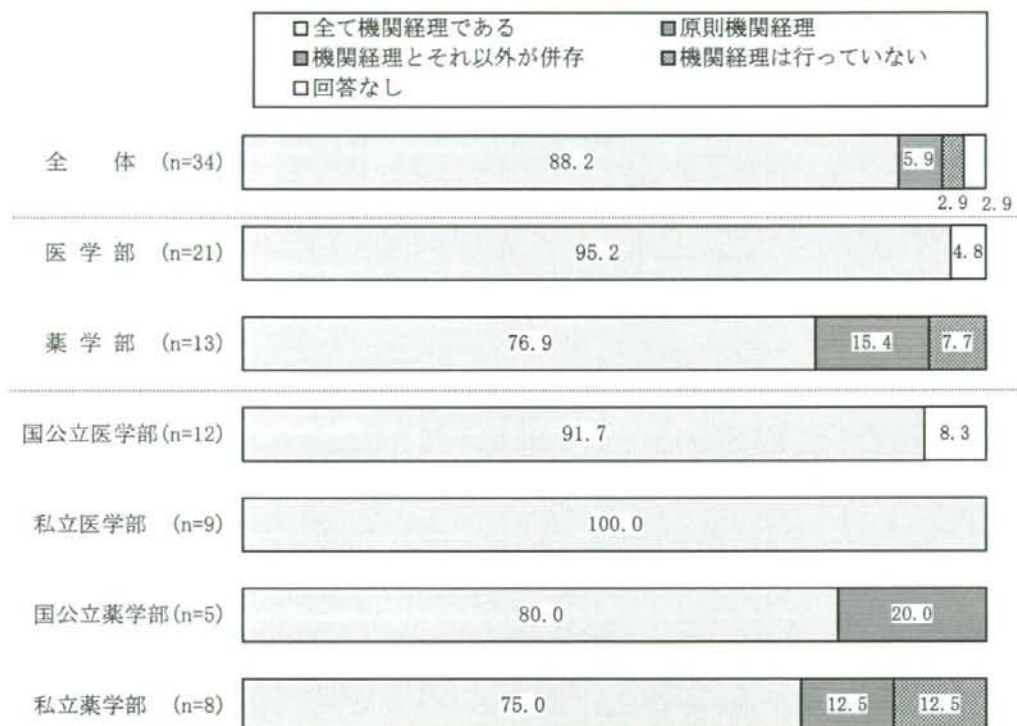 □全て機関経理である ■原則機関経理
■機関経理とそれ以外が併存 ■機関経理は行っていない
□回答なし
全 体 (n=34) 88.2 5.9
2.9 2.9
医 学 部 (n=21) 95.2 4.8
薬 学 部 (n=13) 76.9 15.4 7.7
国公立医学部(n=12) 91.7 8.3
私立医学部 (n=9) 100.0
国公立薬学部(n=5) 80.0 20.0
私立薬学部 (n=8) 75.0 12.5 12.5